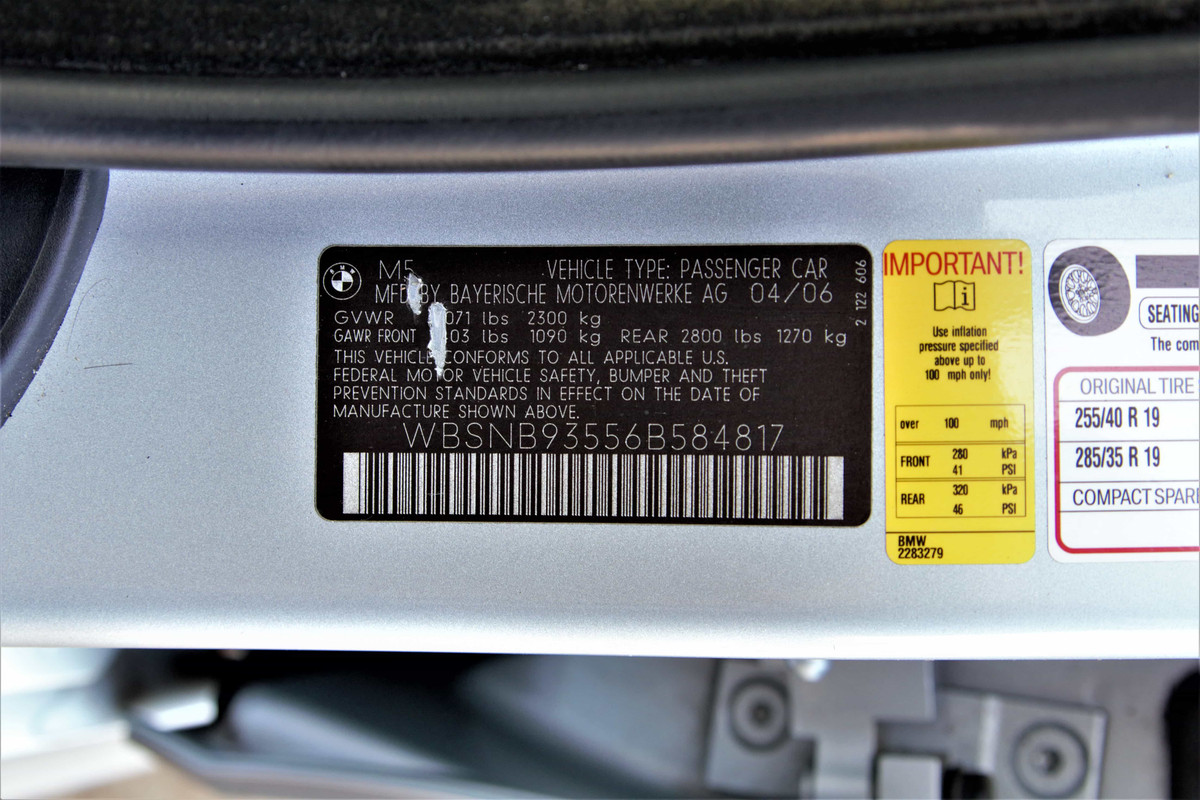 BMW
M5 VEHICLE TYPE: PASSENGER CAR
MFD BY BAYERISCHE MOTORENWERKE AG 04/06
GVWR 071 lbs 2300 kg
GAWR FRONT 403 lbs 1090 kg REAR 2800 lbs 1270 kg
THIS VEHICLE CONFORMS TO ALL APPLICABLE U.S.
FEDERAL MOTOR VEHICLE SAFETY, BUMPER AND THEFT
PREVENTION STANDARDS IN EFFECT ON THE DATE OF
MANUFACTURE SHOWN ABOVE.
WBSNB93556B584817
2 122 606
IMPORTANT!
i
Use inflation
pressure specified
above up to
100 mph only!
over 100 mph
FRONT 280 kPa
41 PSI
REAR 320 kPa
46 PSI
BMW
2283279
SEATING
The com
ORIGINAL TIRE
255/40 R 19
285/35 R 19
COMPACT SPAR